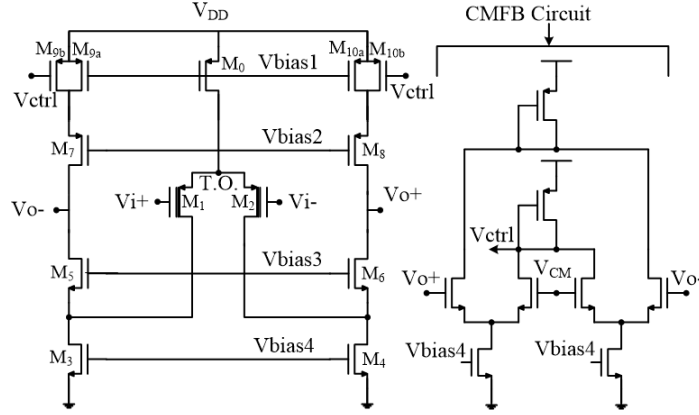 CMFB Circuit
VDD
M9b M9a
M10a M10b
Vbias1
M0
Vctrl
Vctrl
Vbias2
M7
M8
T.O.
Vi+
M1
M2
Vi-
Vo-
Vo+
Vctrl
M5
Vbias3
M6
VCM
Vo+
Vo-
M3
Vbias4
M4
Vbias4
Vbias4